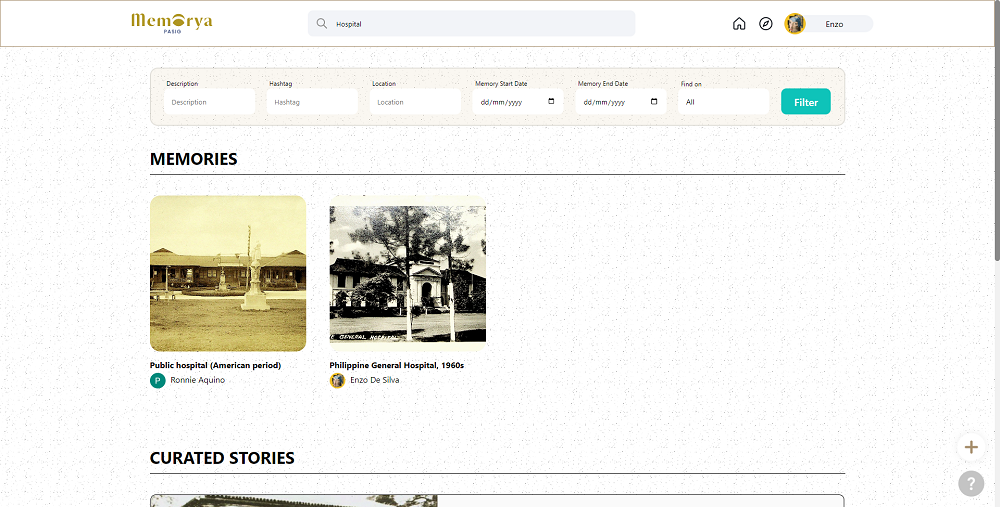 Memorya
PASIG
Hospital
Enzo
Description
Hashtag
Location
Memory Start Date
Memory End Date
Find on
Description
Hashtag
Location
dd/mm/yyyy
dd/mm/yyyy
All
Filter
MEMORIES
E GENERAL HOSPITAL
Public hospital (American period)
Philippine General Hospital, 1960s
P
Ronnie Aquino
Enzo De Silva
CURATED STORIES
+
?